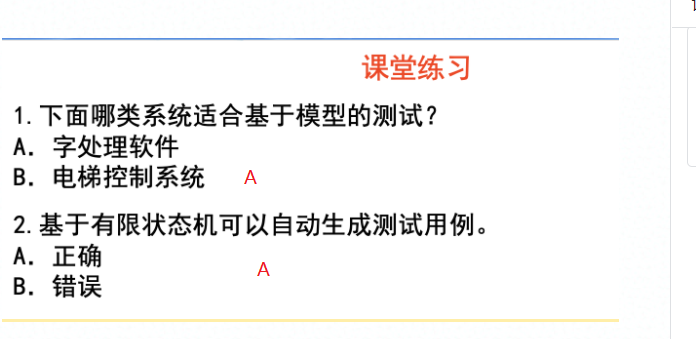 课堂练习
1. 下面哪类系统适合基于模型的测试?
A. 字处理软件
B. 电梯控制系统 A
2. 基于有限状态机可以自动生成测试用例。
A. 正确
A
B. 错误